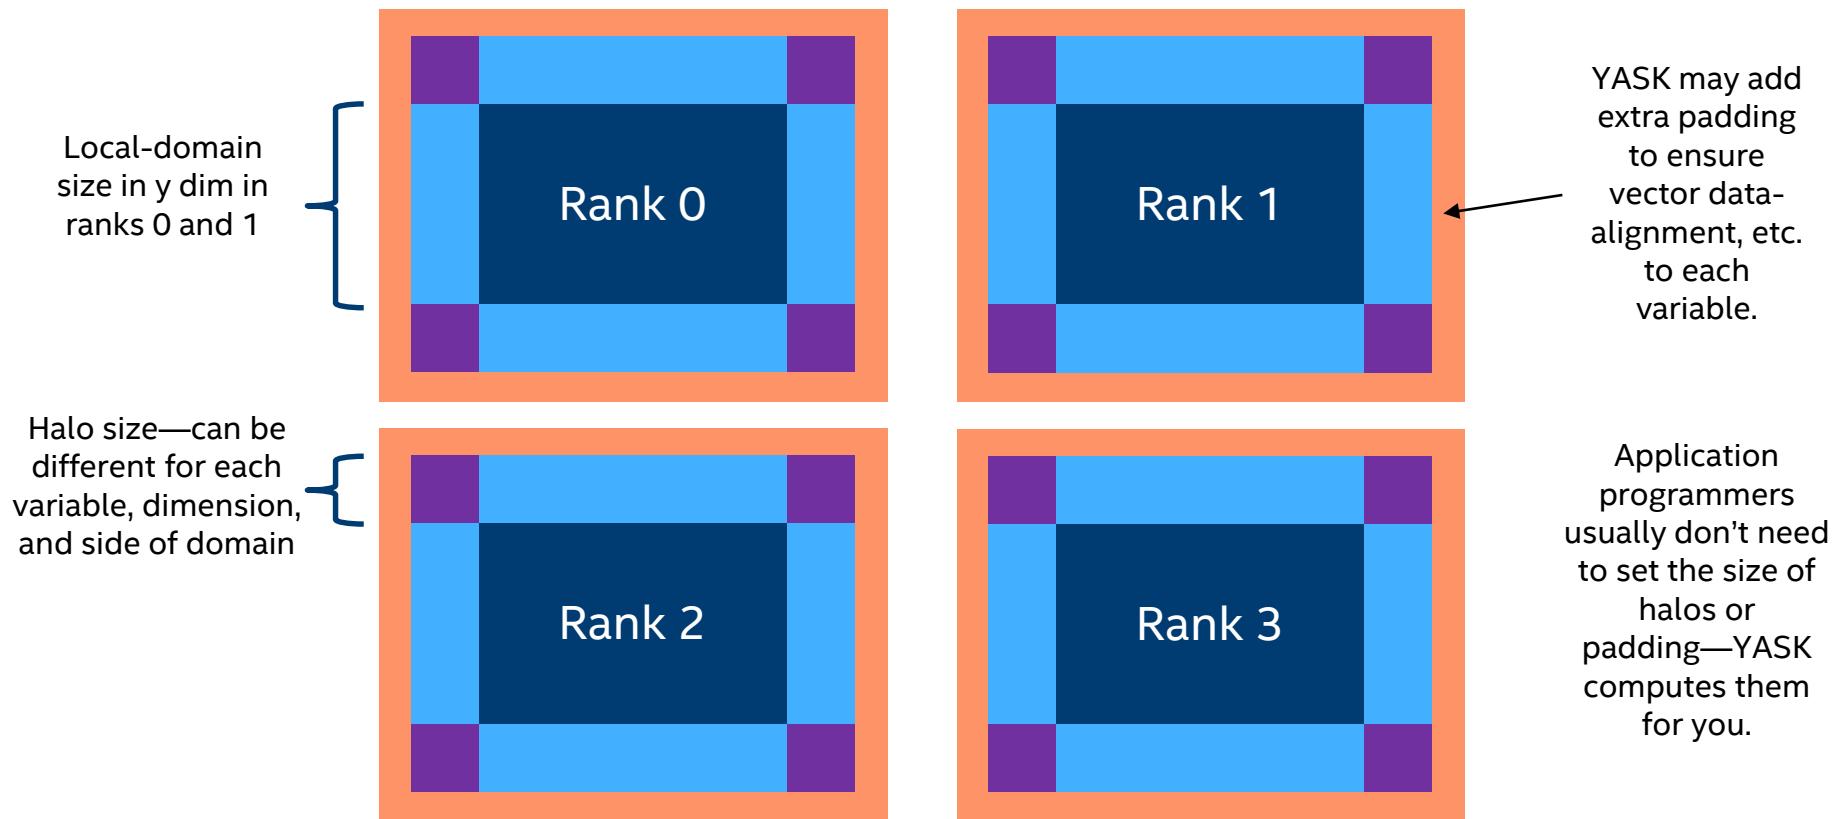 Local-domain
size in y dim in
ranks 0 and 1
Rank 0
Rank 1
YASK may add
extra padding
to ensure
vector data-
alignment, etc.
to each
variable.
Halo size—can be
different for each
variable, dimension,
and side of domain
Rank 2
Rank 3
Application
programmers
usually don’t need
to set the size of
halos or
padding—YASK
computes them
for you.